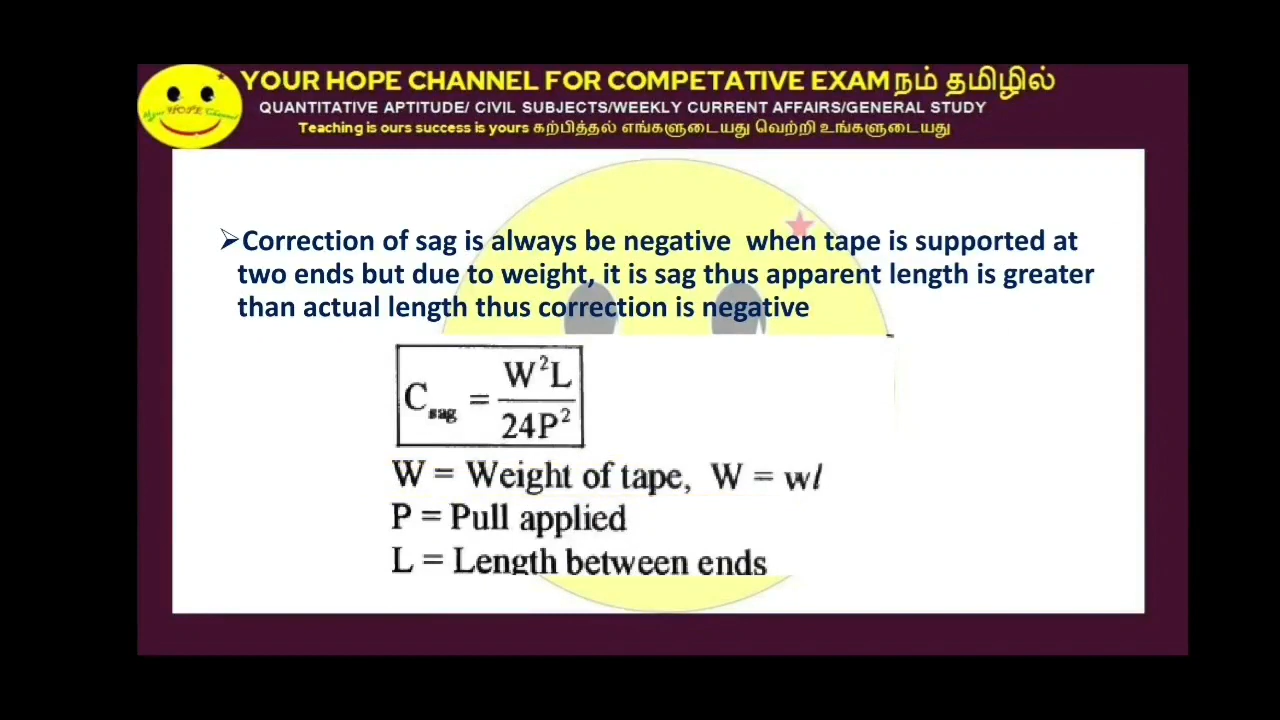 YOUR HOPE CHANNEL FOR COMPETATIVE EXAM நம் தமிழில்
QUANTITATIVE APTITUDE/ CIVIL SUBJECTS/WEEKLY CURRENT AFFAIRS/GENERAL STUDY
Teaching is ours success is yours கற்பித்தல் எங்களுடையது வெற்றி உங்களுடையது
Your HOPE Channel
➢Correction of sag is always be negative when tape is supported at
two ends but due to weight, it is sag thus apparent length is greater
than actual length thus correction is negative
C_sag = W²L / 24P²
W = Weight of tape, W = wl
P = Pull applied
L = Length between ends